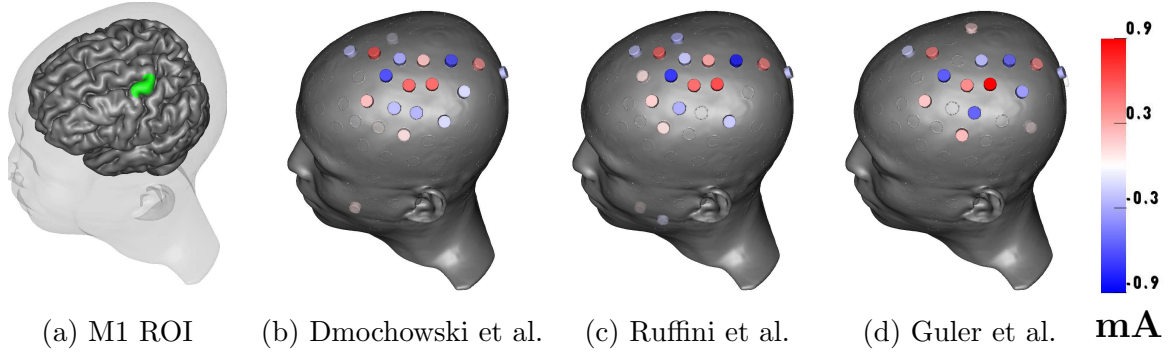 0.9
0.3
-0.3
-0.9
mA
(a) M1 ROI
(b) Dmochowski et al.
(c) Ruffini et al.
(d) Guler et al.